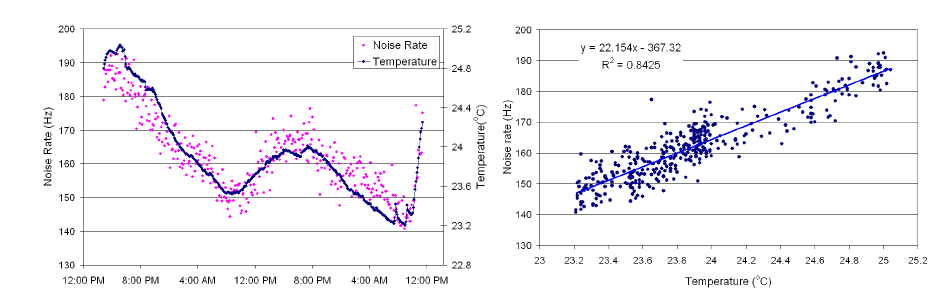 200
190
180
170
160
150
140
130
Noise Rate (Hz)
Noise Rate
Temperature
25.2
24.8
24.4
24
23.6
23.2
22.8
Temperature(°C)
12:00 PM 8:00 PM 4:00 AM 12:00 PM 8:00 PM 4:00 AM 12:00 PM
200
190
180
170
160
150
140
130
Noise rate (Hz)
y = 22.154x - 367.32
R² = 0.8425
23 23.2 23.4 23.6 23.8 24 24.2 24.4 24.6 24.8 25 25.2
Temperature (°C)